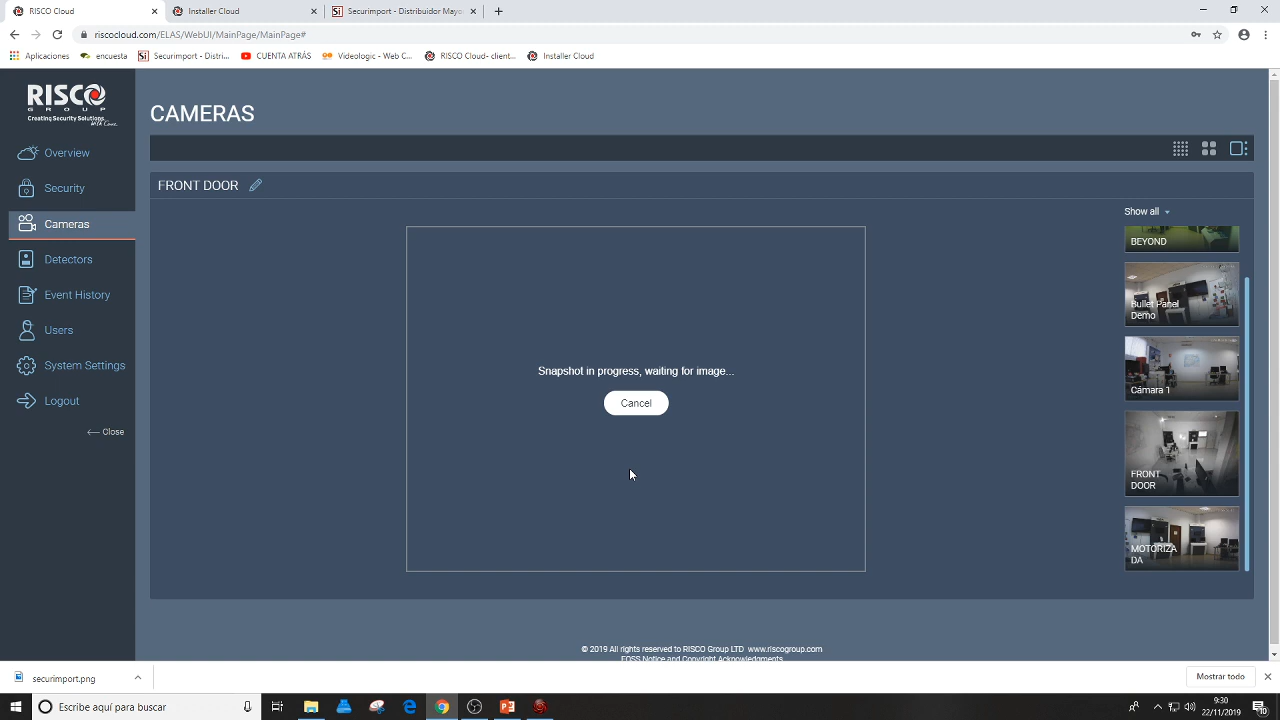 RISCO Cloud
Installer Cloud
Securimport - Distribuidor Mayo
riscocloud.com/ELAS/WebUI/MainPage/MainPage#
Aplicaciones
encuesta
Securimport - Distri...
CUENTA ATRÁS
Videologic - Web C...
RISCO Cloud- client...
Installer Cloud
RISCO
GROUP
Creating Security Solutions
With Care.
CAMERAS
Overview
Security
Cameras
Detectors
Event History
Users
System Settings
Logout
Close
FRONT DOOR
Show all
Snapshot in progress, waiting for image...
Cancel
BEYOND
Bullet Panel
Demo
Cámara 1
FRONT
DOOR
MOTORIZA
DA
© 2019 All rights reserved to RISCO Group LTD www.riscogroup.com
FOSS Notice and Copyright Acknowledgments
securimport.png
Mostrar todo
Escribe aquí para buscar
9:30
22/11/2019